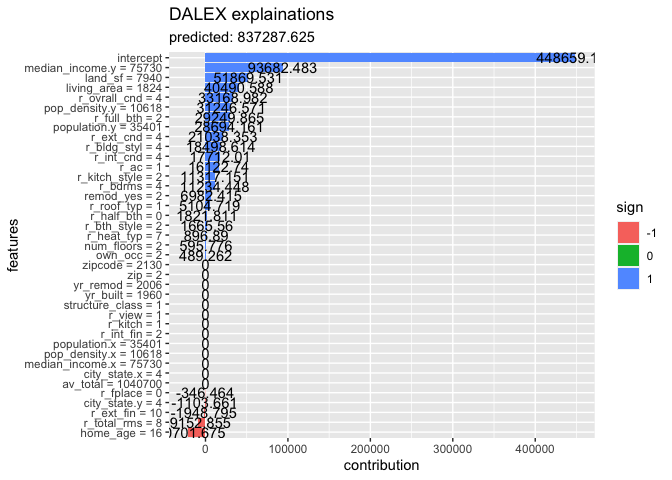 DALEX explainations
predicted: 837287.625
features
intercept 448659.1
median_income.y = 75730 93682.483
land_sf = 7940 51869.531
living_area = 1824 40490.588
r_ovrall_cnd = 4 33168.982
pop_density.y = 10618 31246.571
r_full_bth = 2 29249.865
population.y = 35401 28694.161
r_ext_cnd = 4 21038.353
r_bldg_styl = 4 18498.614
r_int_cnd = 4 17712.01
r_ac = 1 16122.74
r_kitch_style = 2
r_bdrms = 4 11234.448
remod_yes = 2 6982.415
r_roof_typ = 1 5104.719
r_half_bth = 0 1821.811
r_bth_style = 2 1665.56
r_heat_typ = 7 896.89
num_floors = 2 595.776
own_occ = 2 489.262
zipcode = 2130 0
zip = 2 0
yr_remod = 2006 0
yr_built = 1960 0
structure_class = 1 0
r_view = 1 0
r_kitch = 1 0
r_int_fin = 2 0
population.x = 35401 0
pop_density.x = 10618 0
median_income.x = 75730 0
city_state.x = 4 0
av_total = 1040700 0
r_fplace = 0 -346.464
city_state.y = 4 -1103.661
r_ext_fin = 10 -1948.795
r_total_rms = 8 9152.855
home_age = 16
0 100000 200000 300000 400000
contribution
sign
-1
0
1